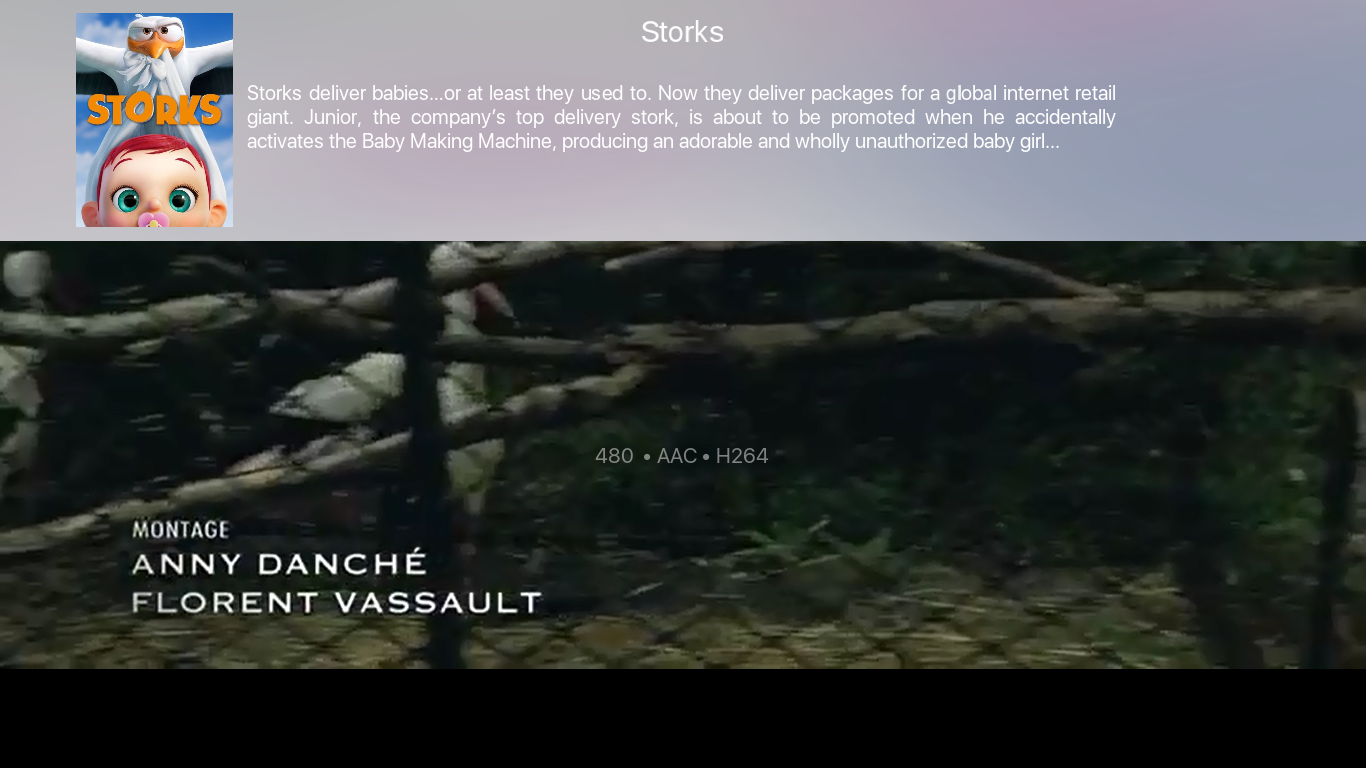 Storks
STORKS
Storks deliver babies...or at least they used to. Now they deliver packages for a global internet retail
giant. Junior, the company’s top delivery stork, is about to be promoted when he accidentally
activates the Baby Making Machine, producing an adorable and wholly unauthorized baby girl...
480 • AAC • H264
MONTAGE
ANNY DANCHÉ
FLORENT VASSAULT